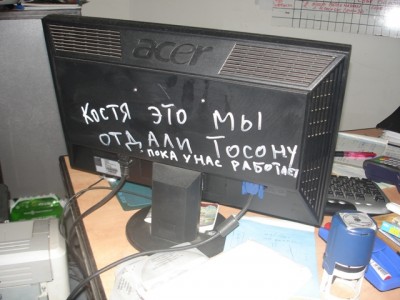 acer
КОСТЯ ЭТО МЫ
ОТДАЛИ ТОСОНУ
ПОКА У НАС РАБОТАЕТ